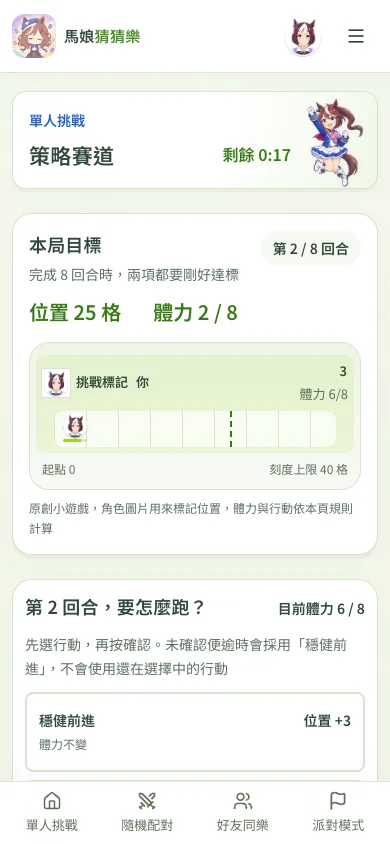 馬娘猜猜樂
單人挑戰
策略賽道
剩餘 0:17
本局目標
第 2 / 8 回合
完成 8 回合時，兩項都要剛好達標
位置 25 格
體力 2 / 8
挑戰標記 你
3
體力 6/8
起點 0
刻度上限 40 格
原創小遊戲，角色圖片用來標記位置，體力與行動依本頁規則
計算
第 2 回合，要怎麼跑？
目前體力 6 / 8
先選行動，再按確認。未確認便逾時會採用「穩健前
進」，不會使用還在選擇中的行動
穩健前進
位置 +3
體力不變
單人挑戰
隨機配對
好友同樂
派對模式